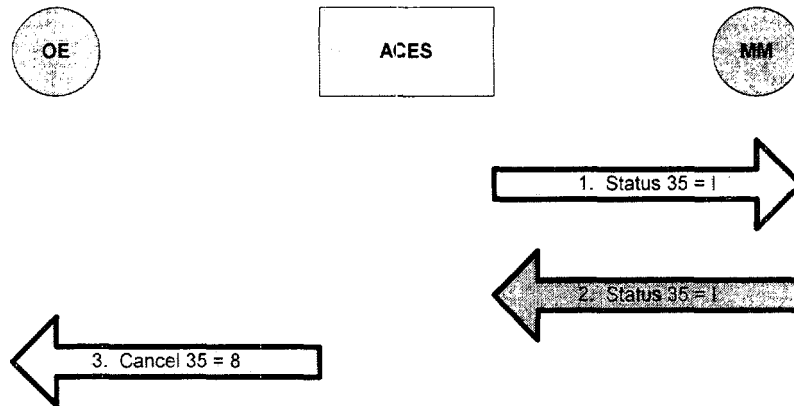 OE
ACES
MM
1. Status 35 = I
2. Status 35 = I
3. Cancel 35 = 8